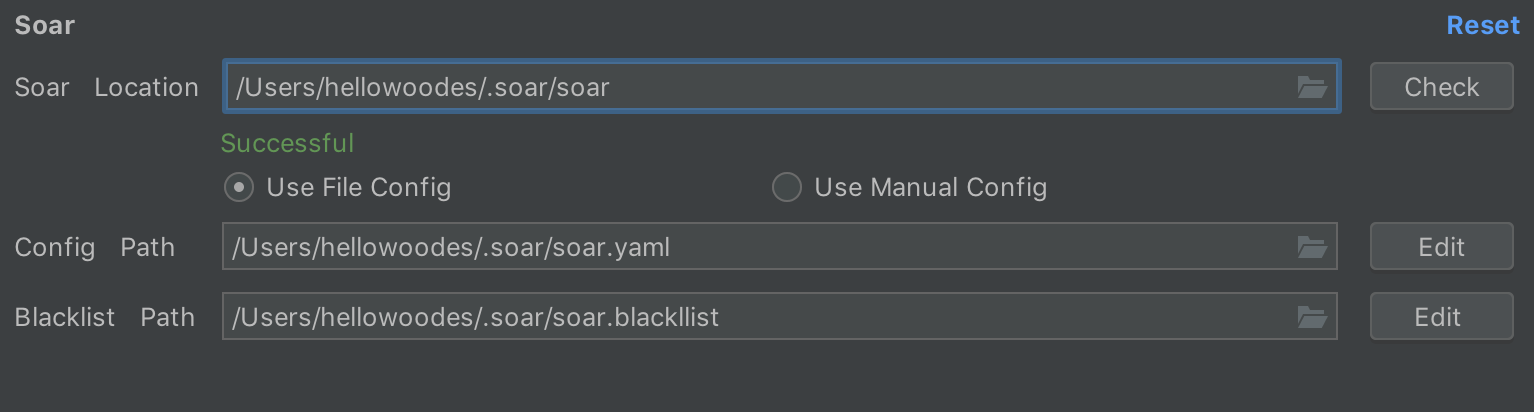 Soar Reset
Soar Location /Users/hellowoodes/.soar/soar Check
Successful
Use File Config Use Manual Config
Config Path /Users/hellowoodes/.soar/soar.yaml Edit
Blacklist Path /Users/hellowoodes/.soar/soar.blackllist Edit